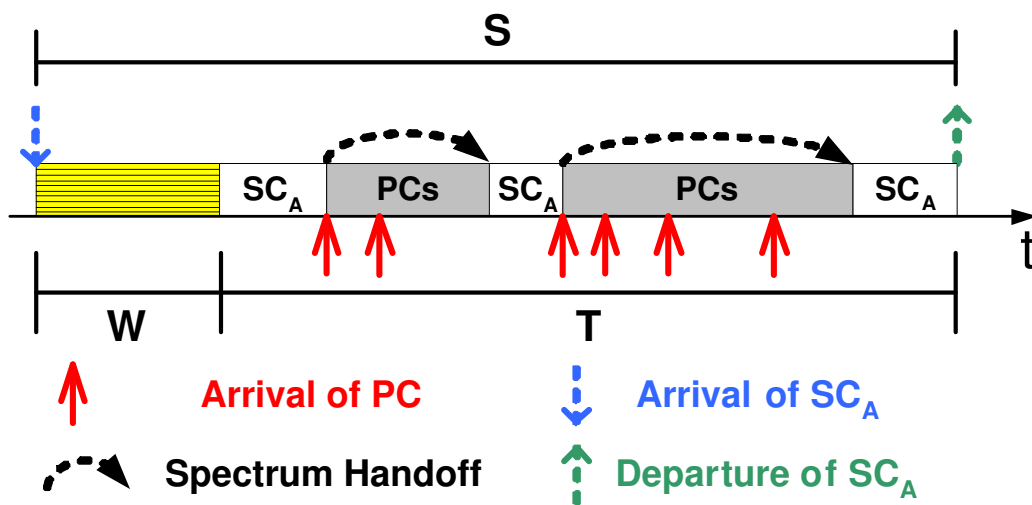 S
SC_A PCs SC_A PCs SC_A
t
W T
Arrival of PC Arrival of SC_A
Spectrum Handoff Departure of SC_A